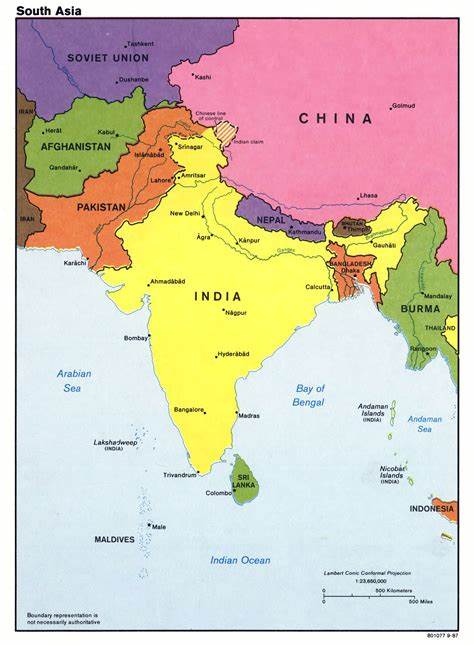 South Asia
Tashkent
SOVIET UNION
Dushanbe
Kashi
Golmud
CHINA
IRAN
Herāt
Kabul
AFGHANISTAN
Qandahār
Chinese line
of control
Indian claim
Islāmābād
Srinagar
Lahore
Amritsar
PAKISTAN
IRAN
Lhasa
New Delhi
NEPAL
Kathmandu
BHUTAN
Thimphu
Brahmaputra
Āgra
Kānpur
Ganges
Gauhāti
Karāchi
BANGLADESH
Dhaka
Ahmadābād
INDIA
Calcutta
Mandalay
BURMA
Nāgpur
THAILAND
Bombay
Hyderābād
Rangoon
Arabian
Sea
Bay of
Bengal
Bangalore
Madras
Andaman
Islands
(INDIA)
Andaman
Sea
Lakshadweep
(INDIA)
Trivandrum
SRI
LANKA
Colombo
Nicobar
Islands
(INDIA)
INDONESIA
Male
MALDIVES
Indian Ocean
Lambert Conic Conformal Projection
1:23,650,000
0 500 Kilometers
0 500 Miles
Boundary representation is
not necessarily authoritative
801077 9-87